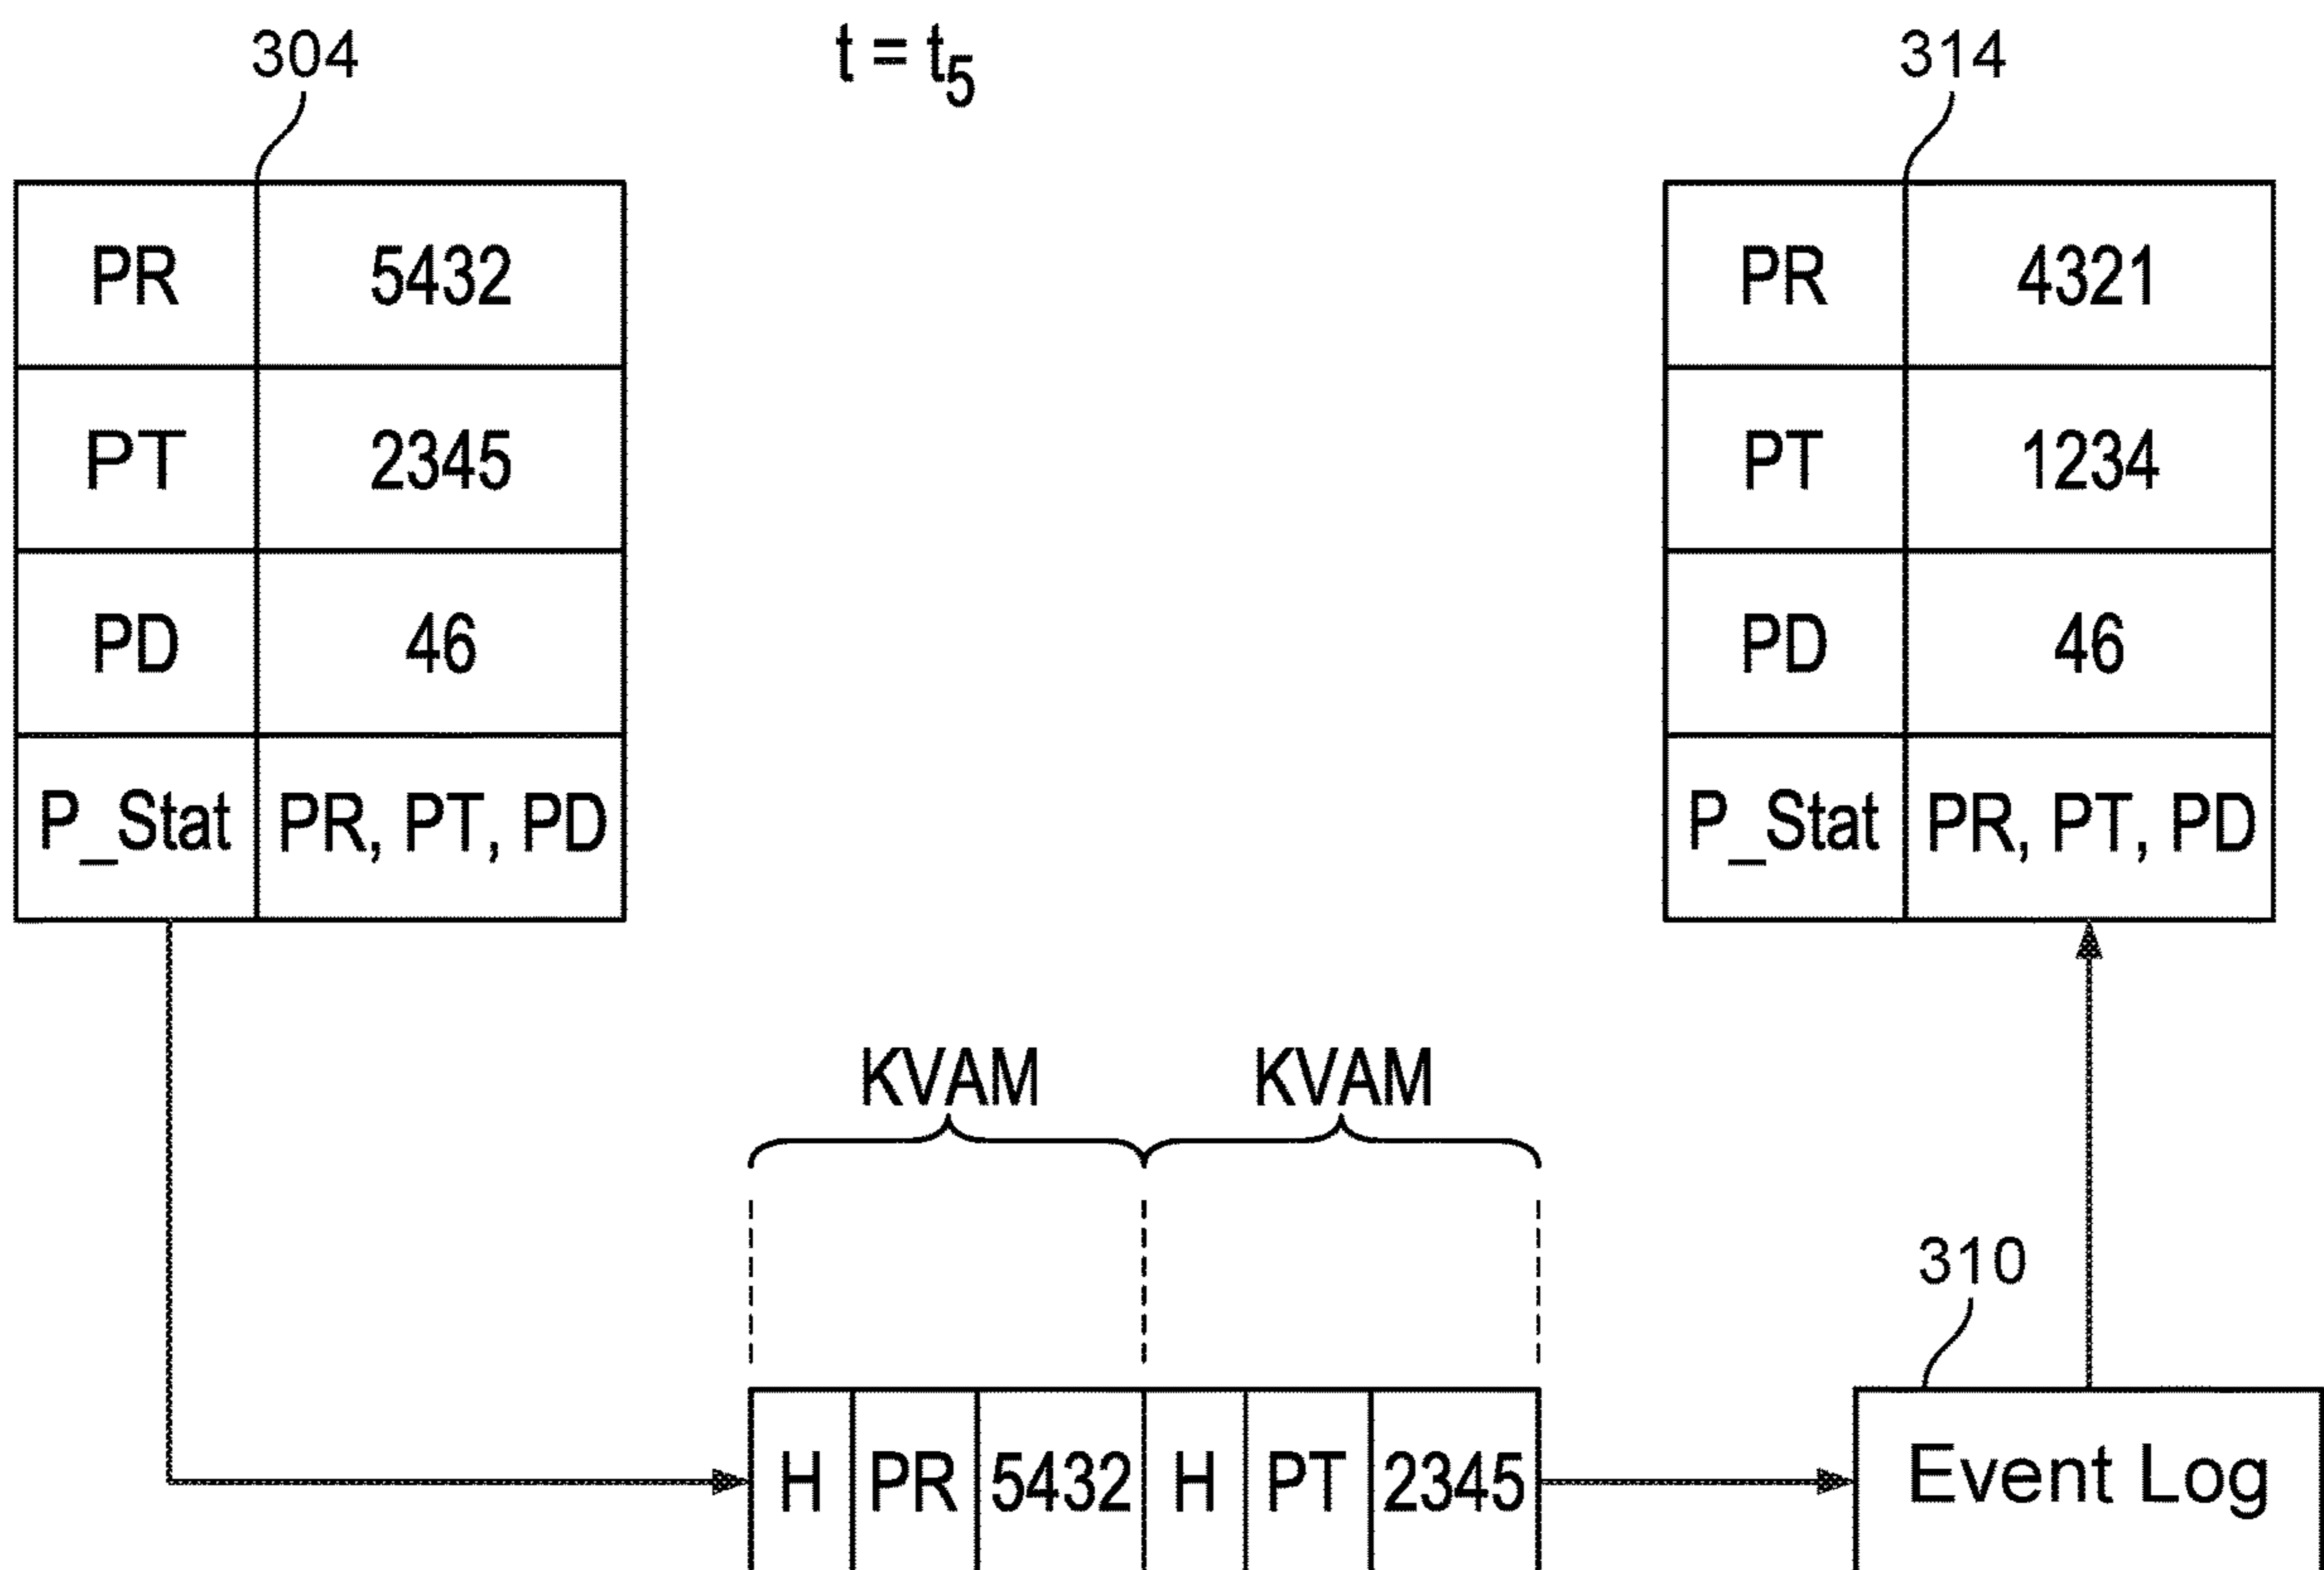 304
t = t5
314
PR 5432
PT 2345
PD 46
P_Stat PR, PT, PD
PR 4321
PT 1234
PD 46
P_Stat PR, PT, PD
KVAM KVAM
310
H PR 5432 H PT 2345
Event Log